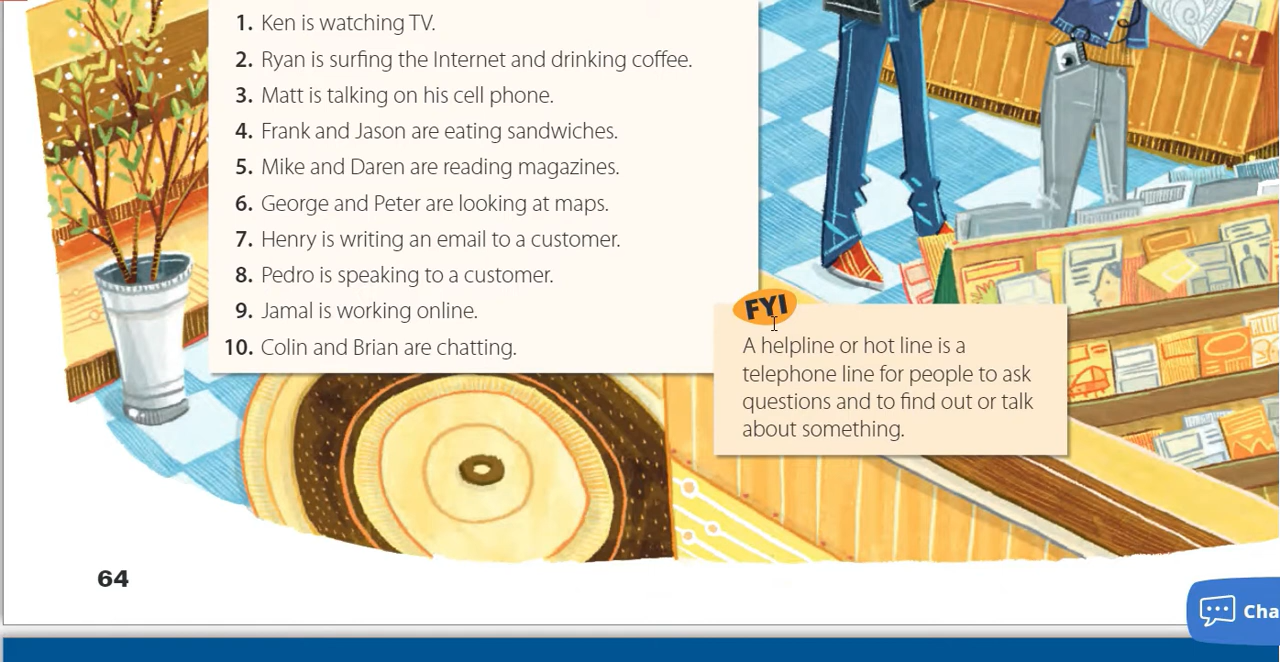 1. Ken is watching TV.
2. Ryan is surfing the Internet and drinking coffee.
3. Matt is talking on his cell phone.
4. Frank and Jason are eating sandwiches.
5. Mike and Daren are reading magazines.
6. George and Peter are looking at maps.
7. Henry is writing an email to a customer.
8. Pedro is speaking to a customer.
9. Jamal is working online.
10. Colin and Brian are chatting.
FYI
A helpline or hot line is a
telephone line for people to ask
questions and to find out or talk
about something.
64
Cha